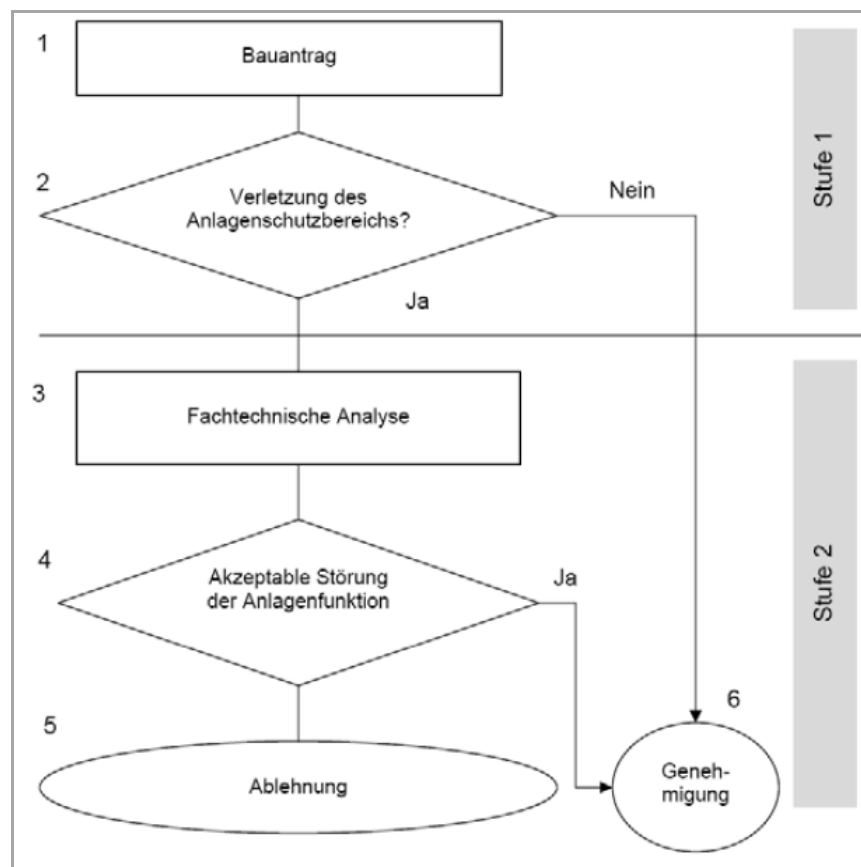 1
Bauantrag
2
Verletzung des
Anlagenschutzbereichs?
Nein
Ja
Stufe 1
3
Fachtechnische Analyse
4
Akzeptable Störung
der Anlagenfunktion
Ja
5
Ablehnung
6
Geneh-
migung
Stufe 2